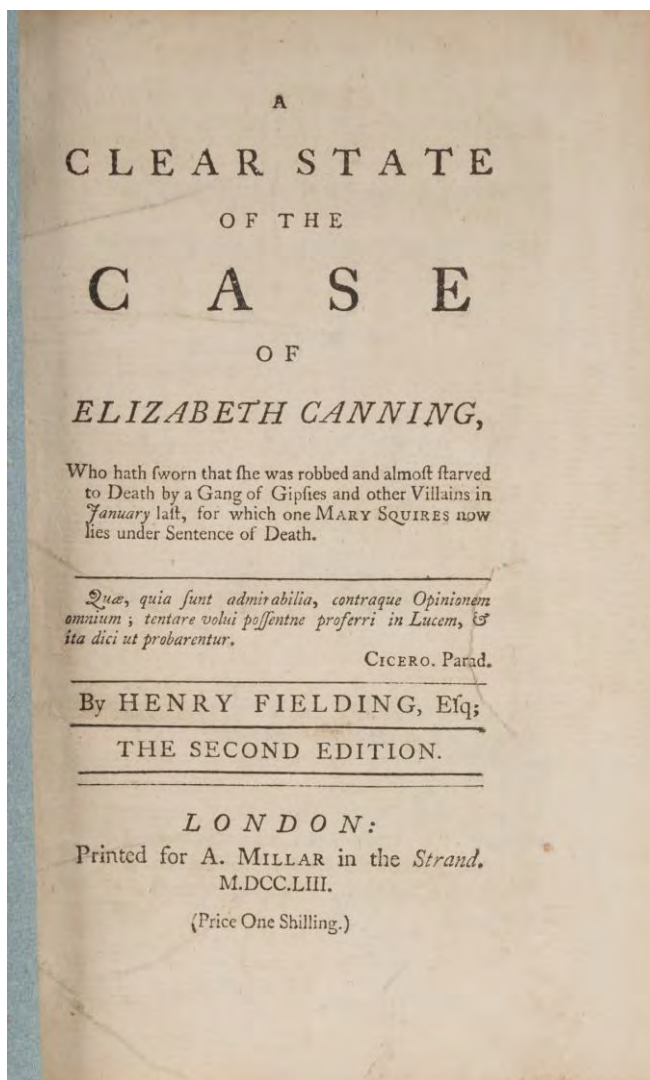 A
CLEAR STATE
OF THE
CASE
OF
ELIZABETH CANNING,
Who hath ſworn that ſhe was robbed and almoſt ſtarved
to Death by a Gang of Gipſies and other Villains in
January laſt, for which one MARY SQUIRES now
lies under Sentence of Death.
Quæ, quia ſunt admirabilia, contraque Opinionem
omnium ; tentare volui poſſentne proferri in Lucem, &
ita dici ut probarentur.
CICERO. Parad.
By HENRY FIELDING, Eſq;
THE SECOND EDITION.
LONDON:
Printed for A. MILLAR in the Strand.
M.DCC.LIII.
(Price One Shilling.)